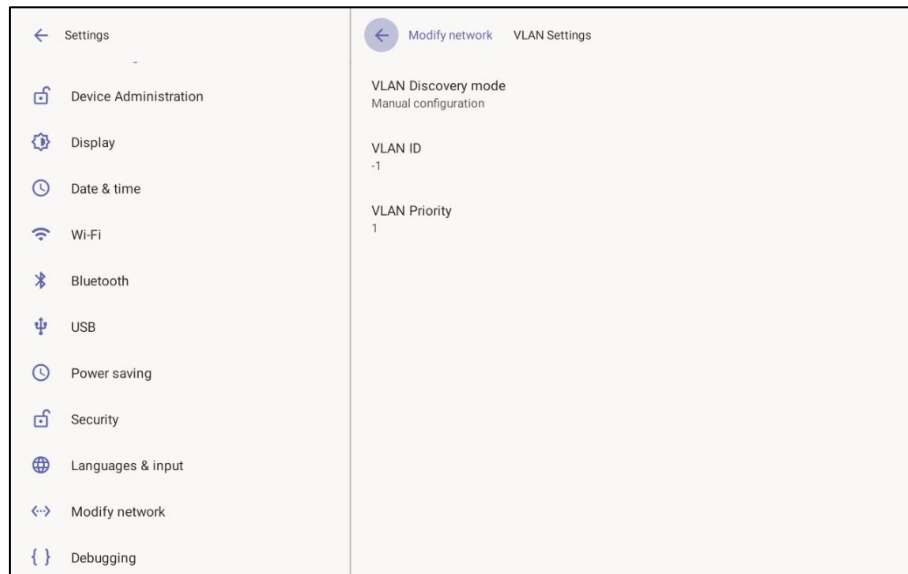 Settings
Device Administration
Display
Date & time
Wi-Fi
Bluetooth
USB
Power saving
Security
Languages & input
Modify network
Debugging
Modify network VLAN Settings
VLAN Discovery mode
Manual configuration
VLAN ID
-1
VLAN Priority
1